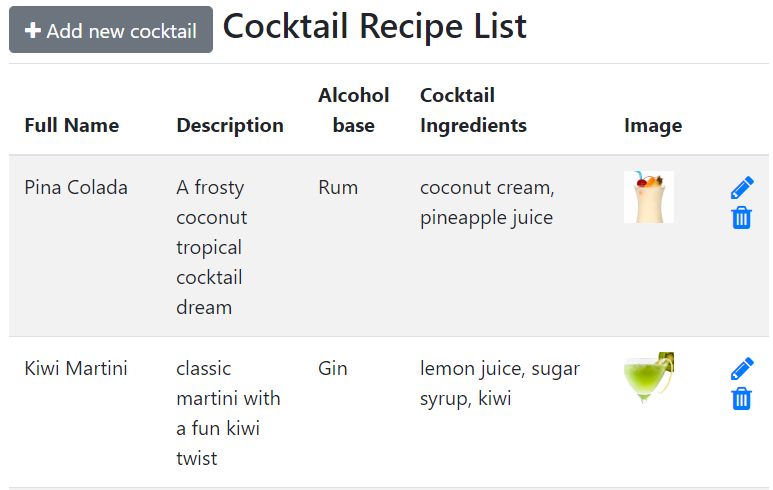 Add new cocktail Cocktail Recipe List
Full Name Description Alcohol base Cocktail Ingredients Image
Pina Colada
A frosty
coconut
tropical
cocktail
dream
Rum
coconut cream,
pineapple juice
Kiwi Martini
classic
martini with
a fun kiwi
twist
Gin
lemon juice, sugar
syrup, kiwi